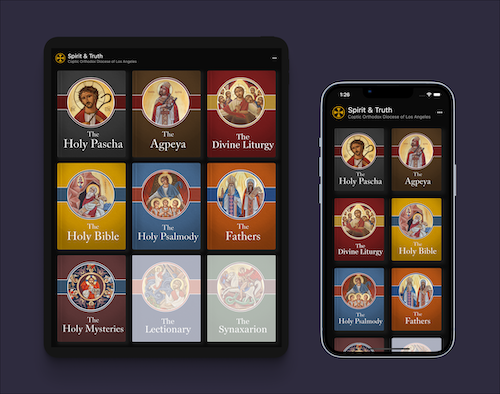 Spirit & Truth
Coptic Orthodox Diocese of Los Angeles
The
Holy Pascha
The
Agpeya
The
Divine Liturgy
The
Holy Bible
The
Holy Psalmody
The
Fathers
The
Holy Mysteries
The
Lectionary
The
Synaxarion
1:26
Spirit & Truth
Coptic Orthodox Diocese of Los Angeles
The
Holy Pascha
The
Agpeya
The
Divine Liturgy
The
Holy Bible
The
Holy Psalmody
The
Fathers